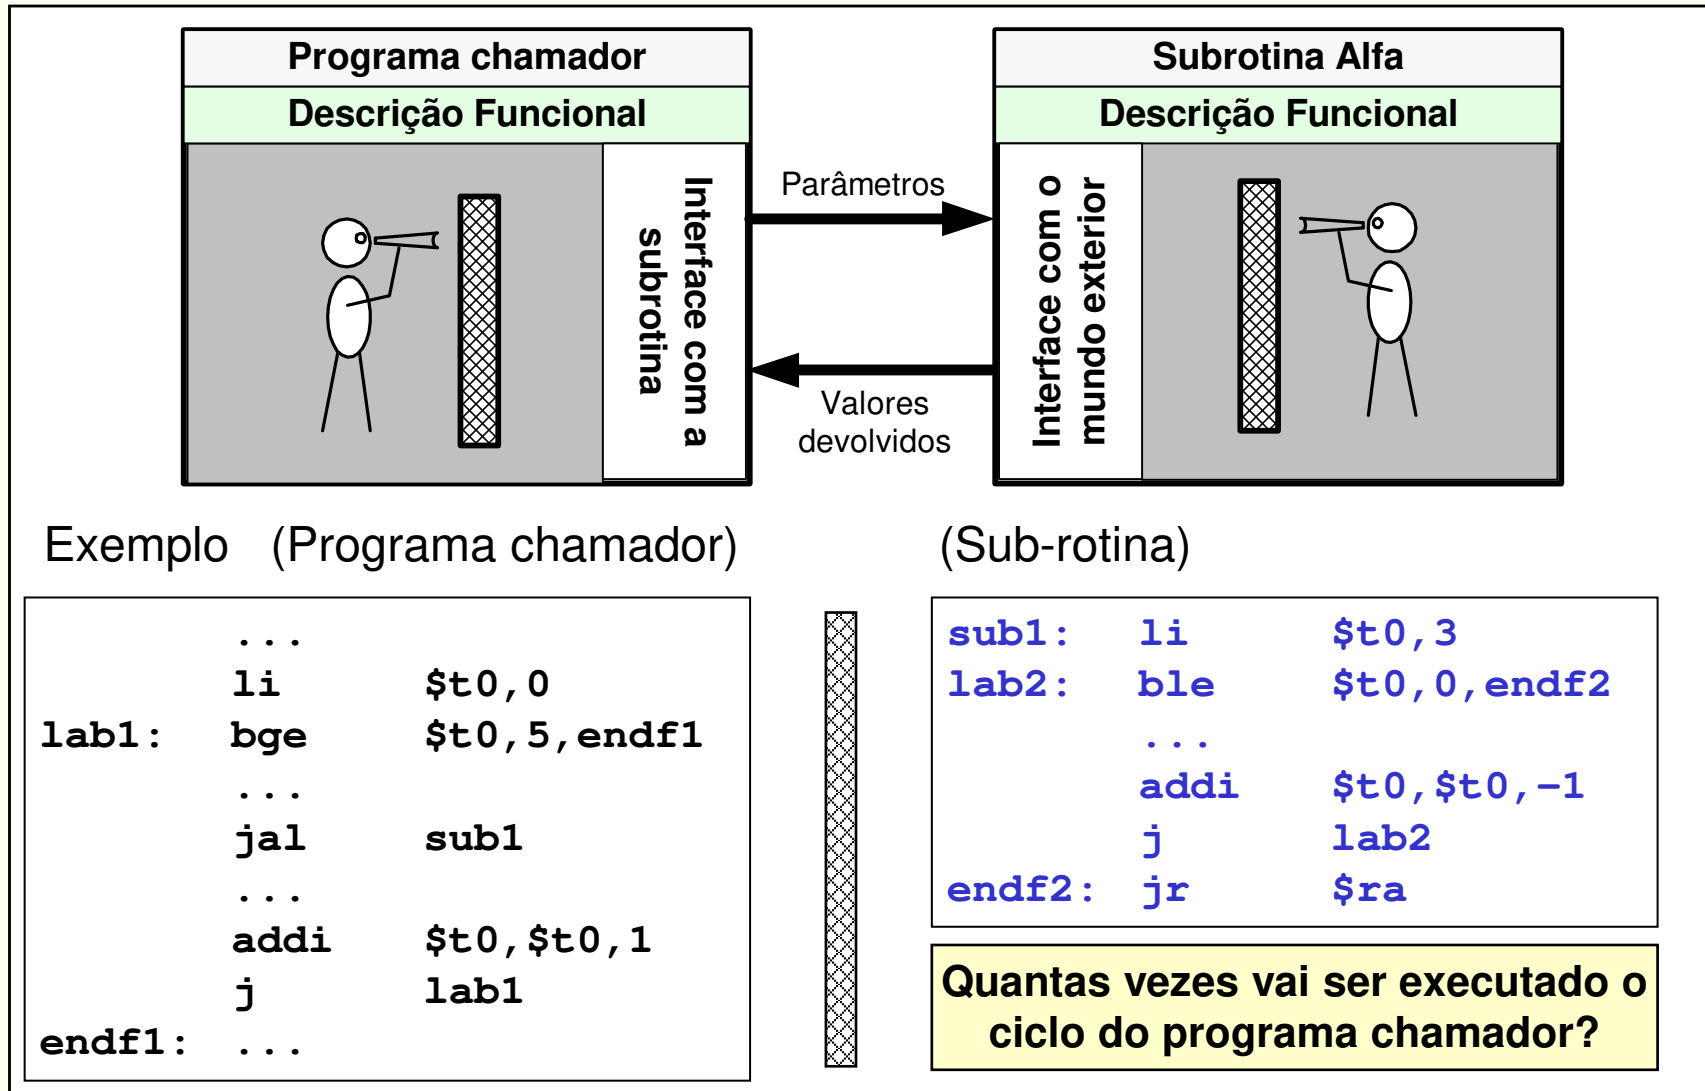 Programa chamador
Descrição Funcional
Interface com a
subrotina
Parâmetros
Valores
devolvidos
Subrotina Alfa
Descrição Funcional
Interface com o
mundo exterior
Exemplo (Programa chamador)
...
li $t0,0
lab1: bge $t0,5,endf1
...
jal sub1
...
addi $t0,$t0,1
j lab1
endf1: ...
(Sub-rotina)
sub1: li $t0,3
lab2: ble $t0,0,endf2
...
addi $t0,$t0,-1
j lab2
endf2: jr $ra
Quantas vezes vai ser executado o
ciclo do programa chamador?